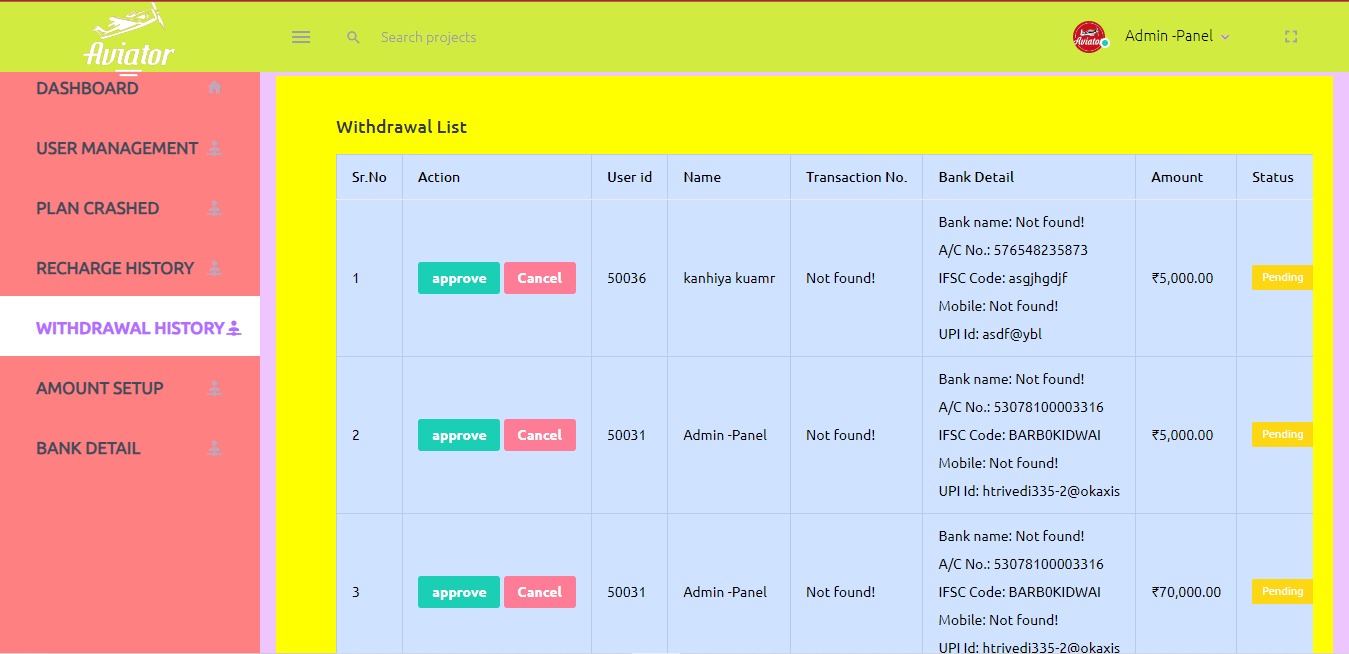 Aviator
Search projects
Aviator
Admin -Panel
DASHBOARD
USER MANAGEMENT
PLAN CRASHED
RECHARGE HISTORY
WITHDRAWAL HISTORY
AMOUNT SETUP
BANK DETAIL
Withdrawal List
Sr.No Action User id Name Transaction No. Bank Detail Amount Status
Bank name: Not found!
A/C No.: 576548235873
1 approve Cancel 50036 kanhiya kuamr Not found! IFSC Code: asgjhgdjf ₹5,000.00 Pending
Mobile: Not found!
UPI Id: asdf@ybl
Bank name: Not found!
A/C No.: 53078100003316
2 approve Cancel 50031 Admin -Panel Not found! IFSC Code: BARB0KIDWAI ₹5,000.00 Pending
Mobile: Not found!
UPI Id: htrivedi335-2@okaxis
Bank name: Not found!
A/C No.: 53078100003316
3 approve Cancel 50031 Admin -Panel Not found! IFSC Code: BARB0KIDWAI ₹70,000.00 Pending
Mobile: Not found!
UPI Id: htrivedi335-2@okaxis